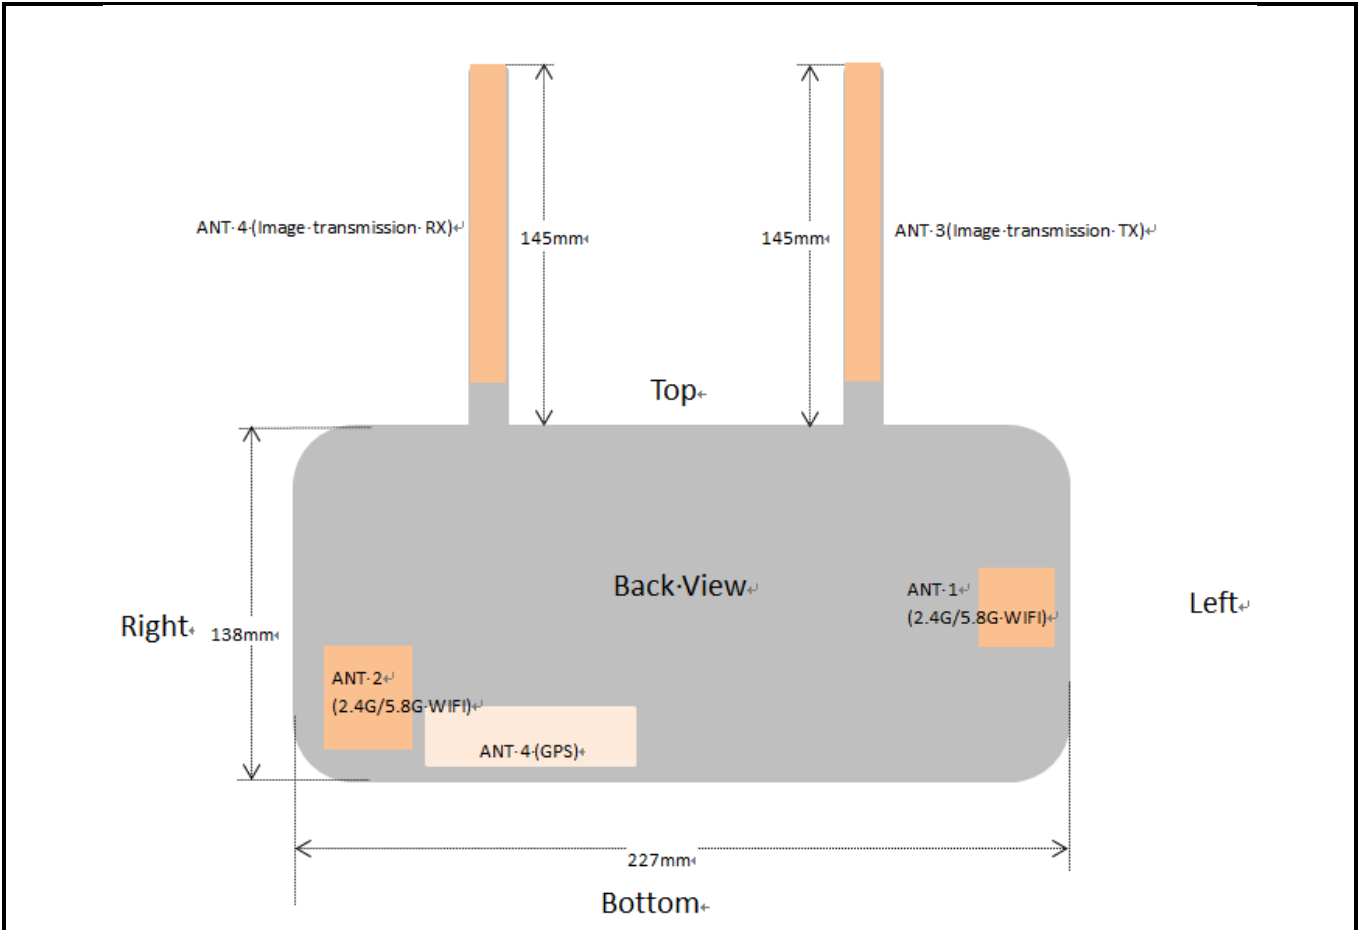 ANT 4 (Image transmission RX)
145mm
145mm
ANT 3(Image transmission TX)
Top
Back View
ANT 1
(2.4G/5.8G WIFI)
Left
Right
138mm
ANT 2
(2.4G/5.8G WIFI)
ANT 4 (GPS)
227mm
Bottom